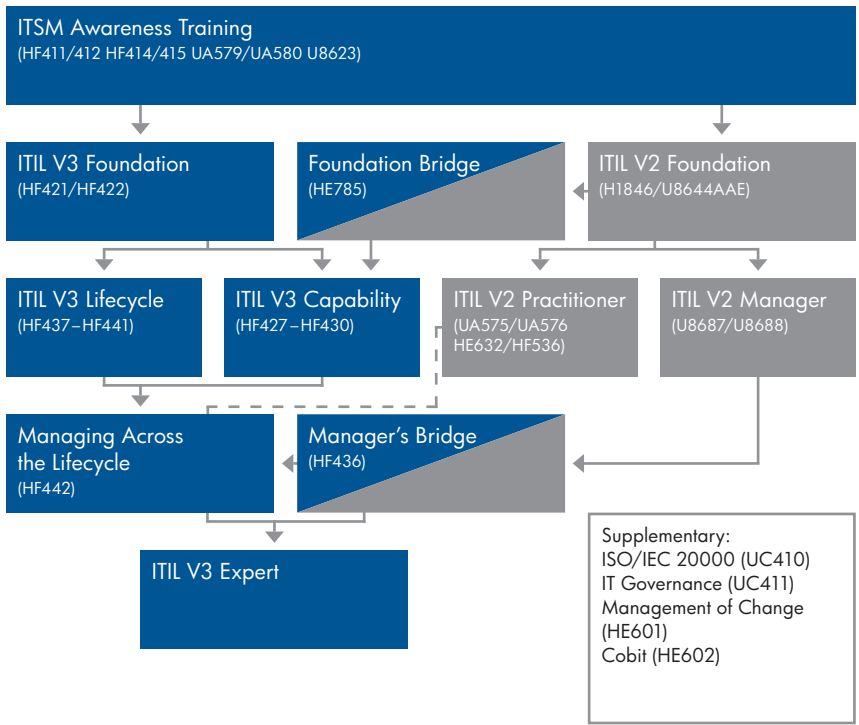 ITSM Awareness Training
(HF411/412 HF414/415 UA579/UA580 U8623)
ITIL V3 Foundation
(HF421/HF422)
Foundation Bridge
(HE785)
ITIL V2 Foundation
(H1846/U8644AAE)
ITIL V3 Lifecycle
(HF437–HF441)
ITIL V3 Capability
(HF427–HF430)
ITIL V2 Practitioner
(UA575/UA576
HE632/HF536)
ITIL V2 Manager
(U8687/U8688)
Managing Across
the Lifecycle
(HF442)
Manager’s Bridge
(HF436)
ITIL V3 Expert
Supplementary:
ISO/IEC 20000 (UC410)
IT Governance (UC411)
Management of Change
(HE601)
Cobit (HE602)